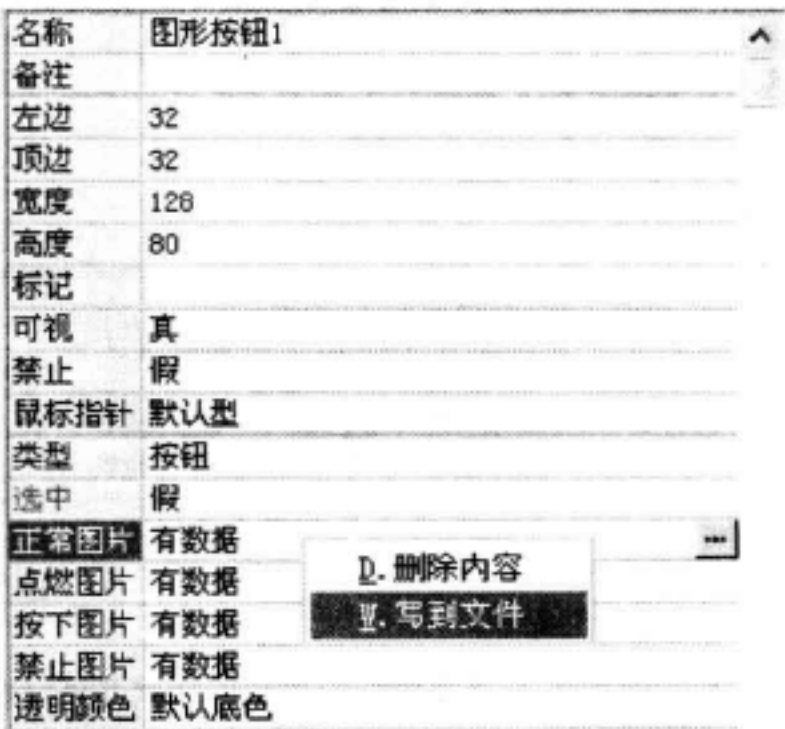 名称 图形按钮1
备注
左边 32
顶边 32
宽度 128
高度 80
标记
可视 真
禁止 假
鼠标指针 默认型
类型 按钮
选中 假
正常图片 有数据 ...
D.删除内容
点燃图片 有数据
W.写到文件
按下图片 有数据
禁止图片 有数据
透明颜色 默认底色